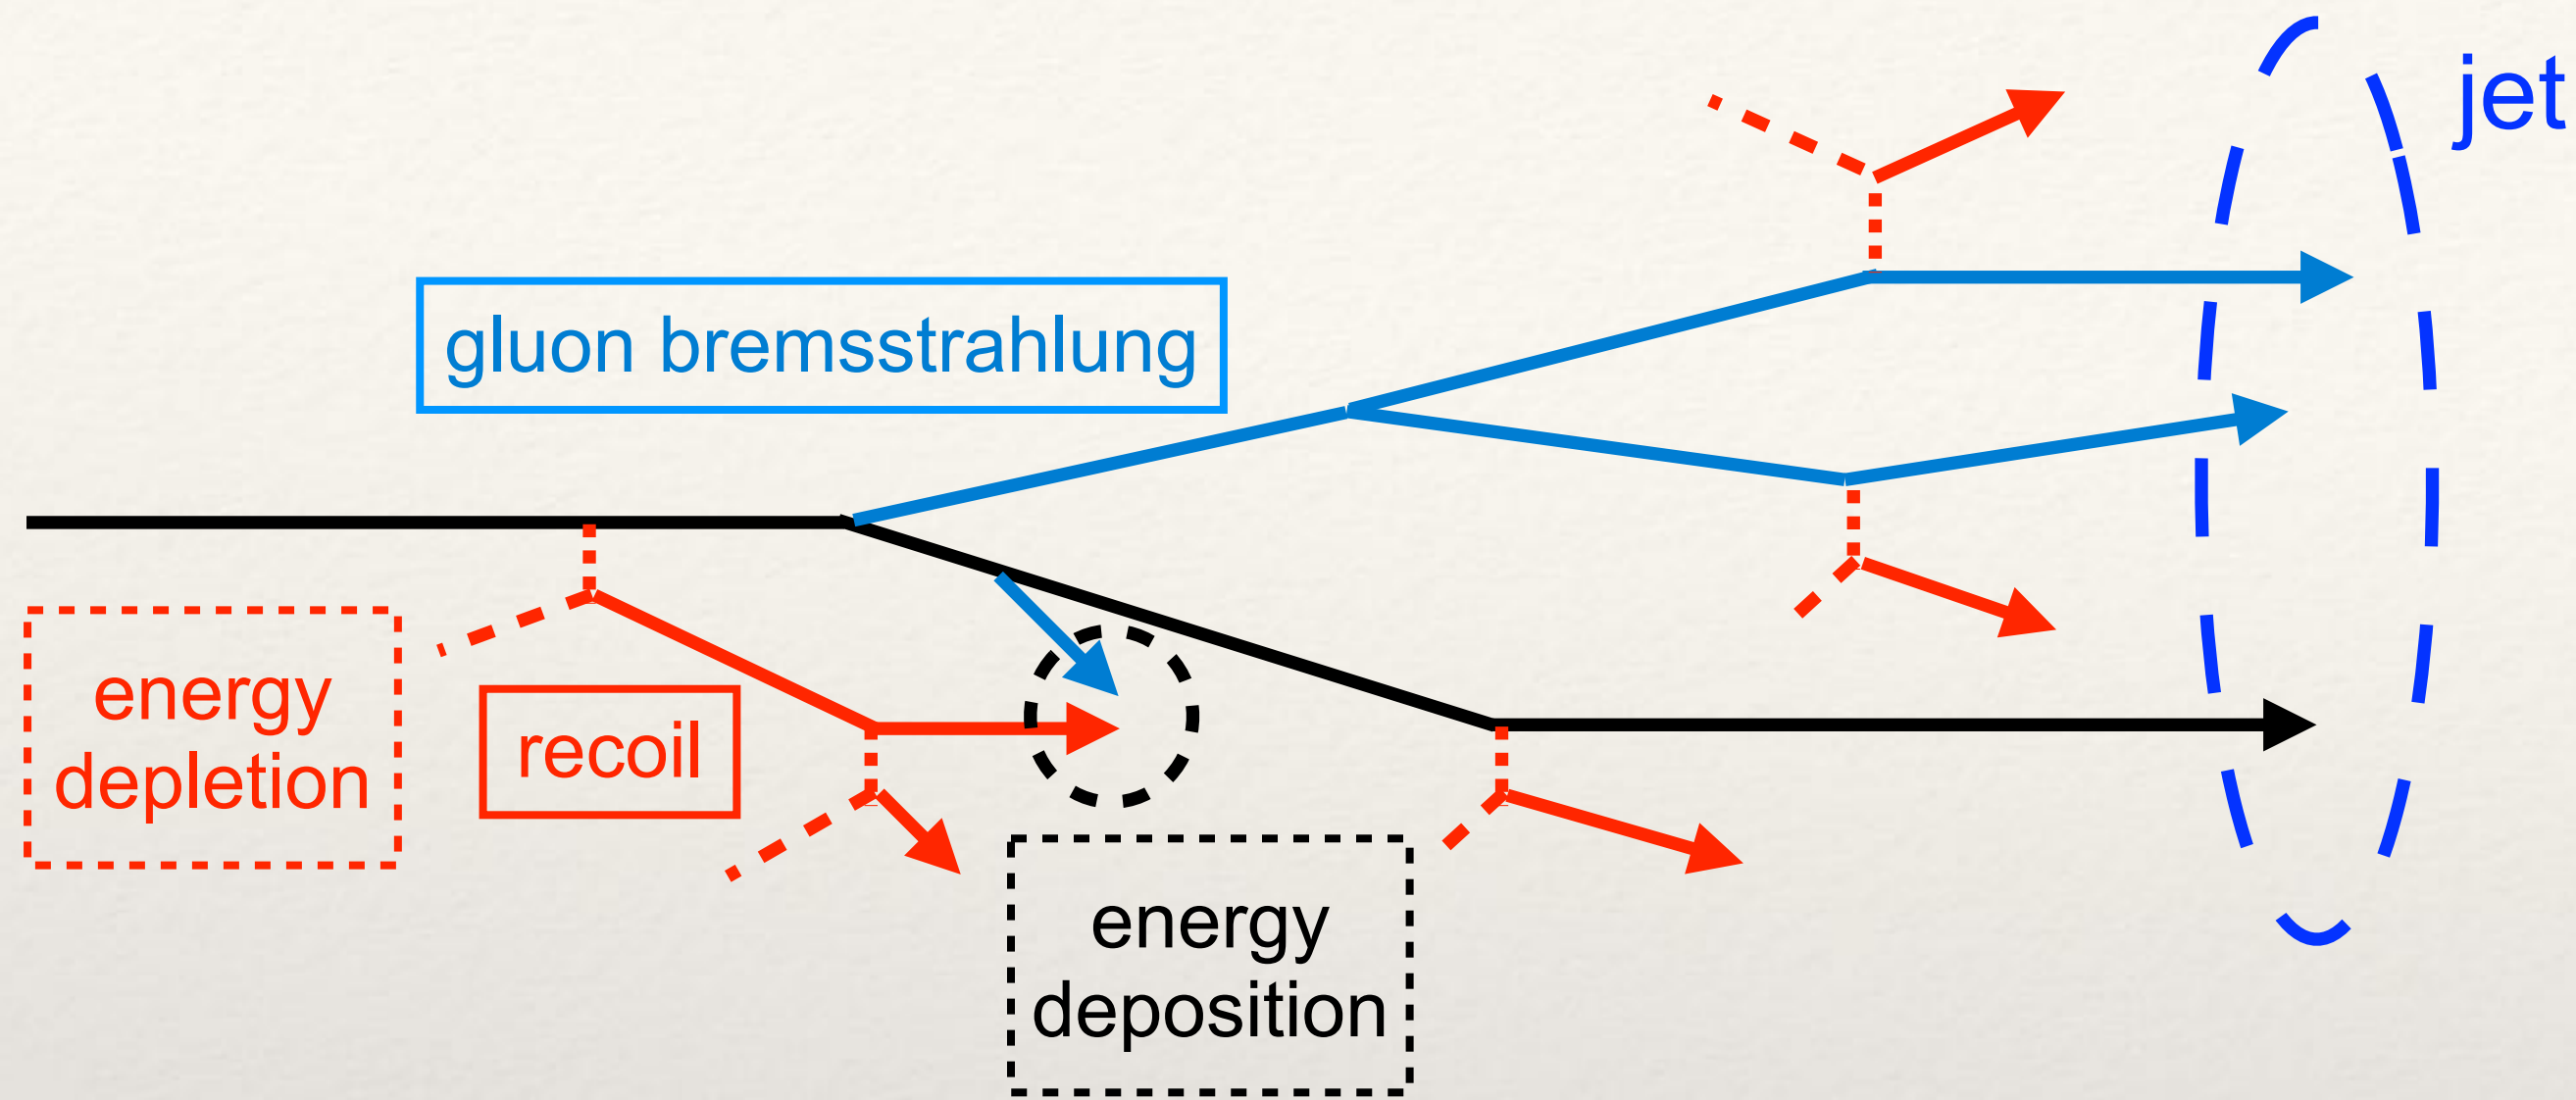 jet
gluon bremsstrahlung
energy
depletion
recoil
energy
deposition